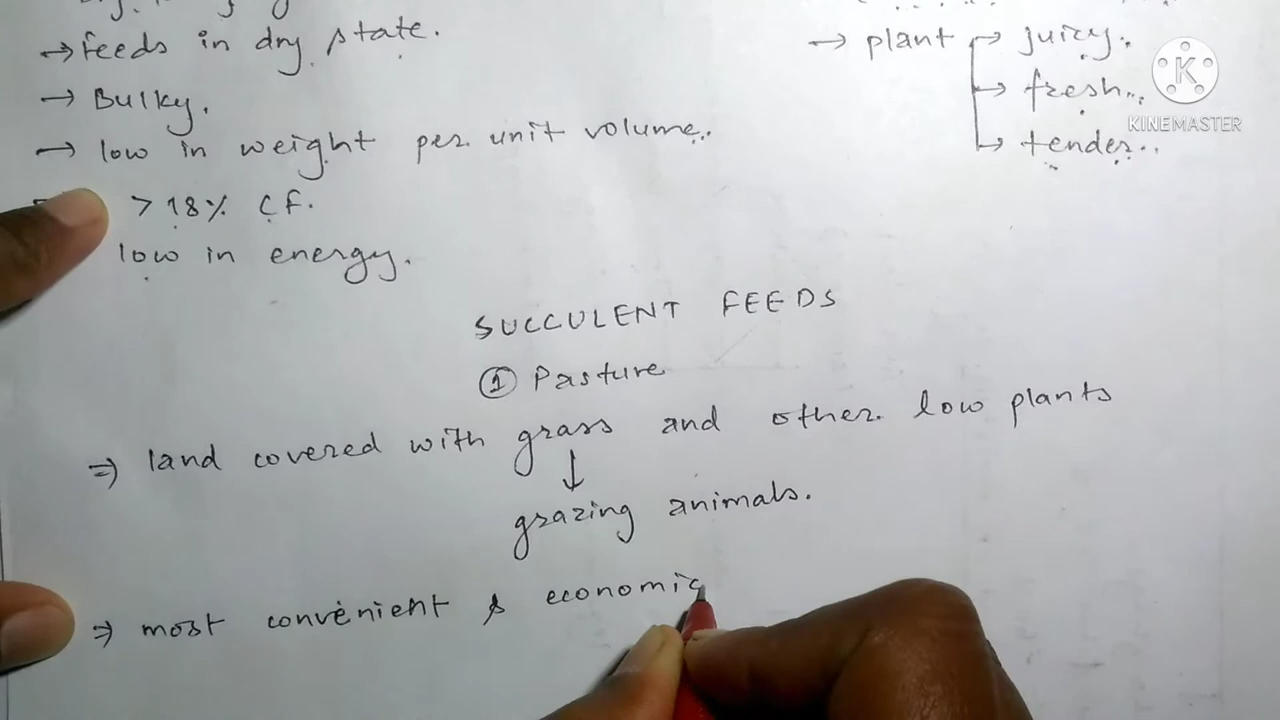 → feeds in dry state.
→ Bulky.
→ low in weight per unit volume..
> 18% CF.
low in energy.
→ plant → juicy.
→ fresh..
→ tender..
KINEMASTER
SUCCULENT FEEDS
① Pasture
⇒ land covered with grass and other low plants
↓
grazing animals.
⇒ most convenient & economic